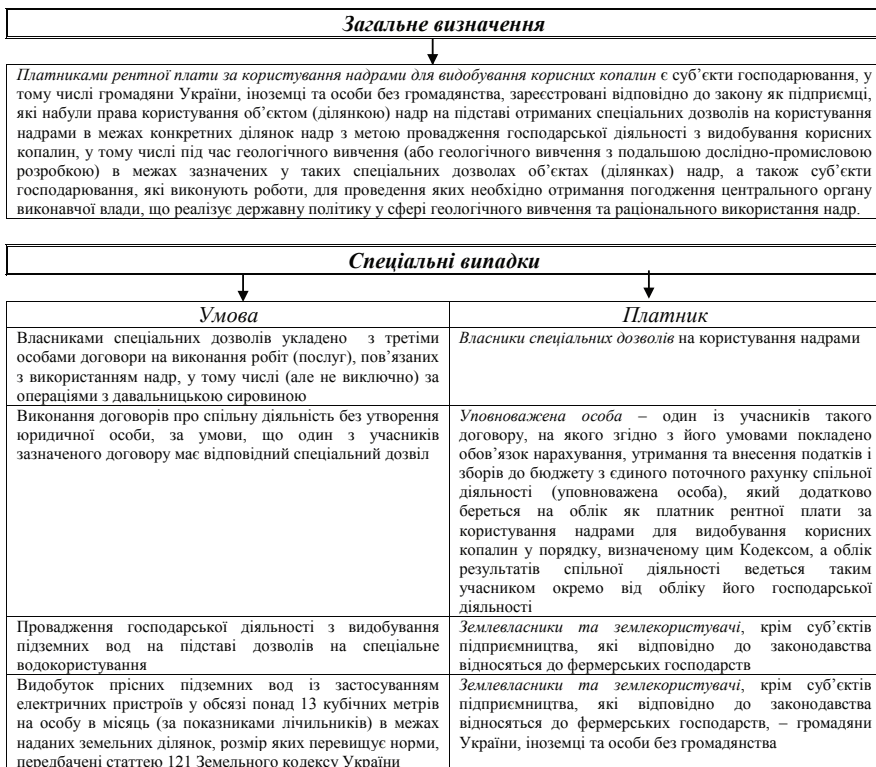 Загальне визначення
Платниками рентної плати за користування надрами для видобування корисних копалин є суб’єкти господарювання, у
тому числі громадяни України, іноземці та особи без громадянства, зареєстровані відповідно до закону як підприємці,
які набули права користування об’єктом (ділянкою) надр на підставі отриманих спеціальних дозволів на користування
надрами в межах конкретних ділянок надр з метою провадження господарської діяльності з видобування корисних
копалин, у тому числі під час геологічного вивчення (або геологічного вивчення з подальшою дослідно-промисловою
розробкою) в межах зазначених у таких спеціальних дозволах об’єктах (ділянках) надр, а також суб’єкти
господарювання, які виконують роботи, для проведення яких необхідно отримання погодження центрального органу
виконавчої влади, що реалізує державну політику у сфері геологічного вивчення та раціонального використання надр.
Спеціальні випадки
Умова
Платник
Власниками спеціальних дозволів укладено з третіми
особами договори на виконання робіт (послуг), пов’язаних
з використанням надр, у тому числі (але не виключно) за
операціями з давальницькою сировиною
Власники спеціальних дозволів на користування надрами
Виконання договорів про спільну діяльність без утворення
юридичної особи, за умови, що один з учасників
зазначеного договору має відповідний спеціальний дозвіл
Уповноважена особа – один із учасників такого
договору, на якого згідно з його умовами покладено
обов’язок нарахування, утримання та внесення податків і
зборів до бюджету з єдиного поточного рахунку спільної
діяльності (уповноважена особа), який додатково
береться на облік як платник рентної плати за
користування надрами для видобування корисних
копалин у порядку, визначеному цим Кодексом, а облік
результатів спільної діяльності ведеться таким
учасником окремо від обліку його господарської
діяльності
Провадження господарської діяльності з видобування
підземних вод на підставі дозволів на спеціальне
водокористування
Землевласники та землекористувачі, крім суб’єктів
підприємництва, які відповідно до законодавства
відносяться до фермерських господарств
Видобуток прісних підземних вод із застосуванням
електричних пристроїв у обсязі понад 13 кубічних метрів
на особу в місяць (за показниками лічильників) в межах
наданих земельних ділянок, розмір яких перевищує норми,
передбачені статтею 121 Земельного кодексу України
Землевласники та землекористувачі, крім суб’єктів
підприємництва, які відповідно до законодавства
відносяться до фермерських господарств, – громадяни
України, іноземці та особи без громадянства